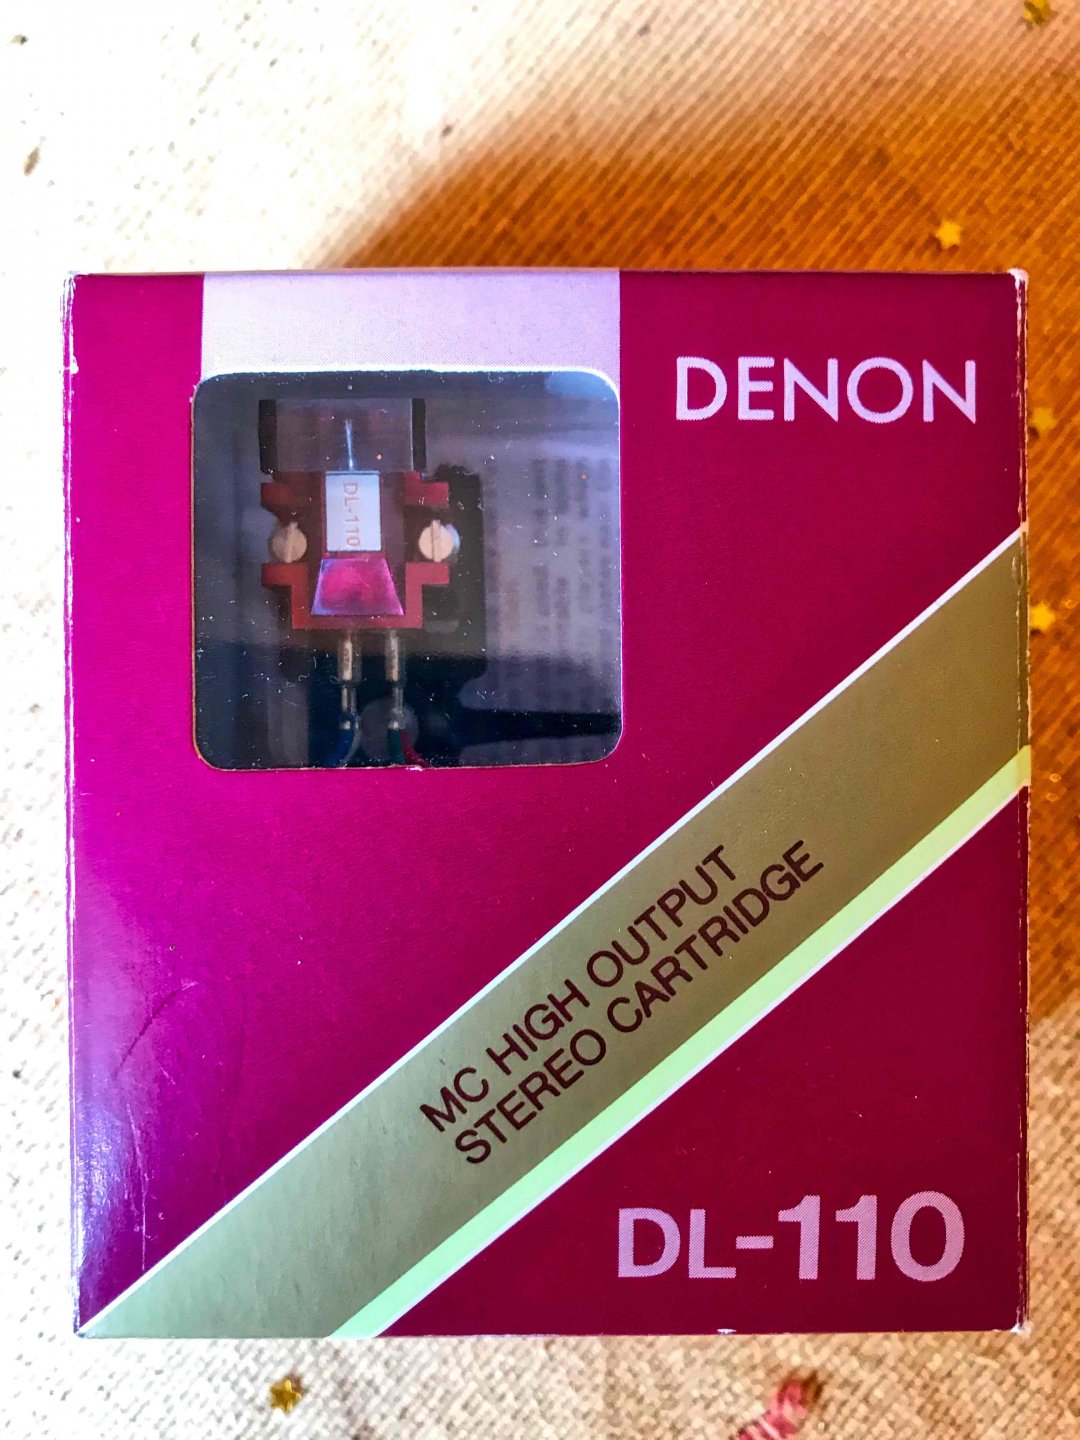 DENON
DL-110
MC HIGH OUTPUT
STEREO CARTRIDGE
DL-110